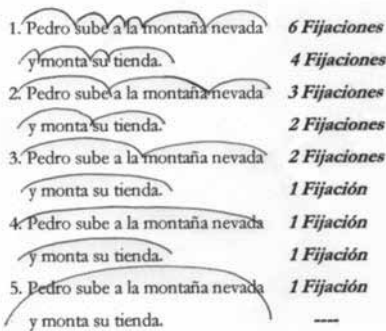 1. Pedro sube a la montaña nevada 6 Fijaciones
y monta su tienda. 4 Fijaciones
2. Pedro sube a la montaña nevada 3 Fijaciones
y monta su tienda. 2 Fijaciones
3. Pedro sube a la montaña nevada 2 Fijaciones
y monta su tienda. 1 Fijación
4. Pedro sube a la montaña nevada 1 Fijación
y monta su tienda. 1 Fijación
5. Pedro sube a la montaña nevada 1 Fijación
y monta su tienda. ----